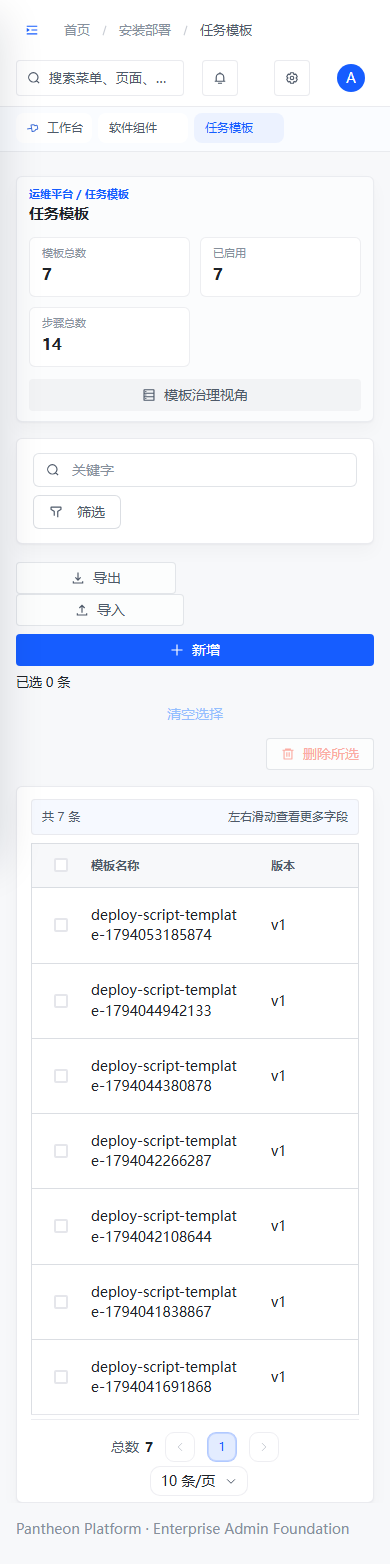 首页 / 安装部署 / 任务模板
搜索菜单、页面、...
A
工作台 软件组件 任务模板
运维平台 / 任务模板
任务模板
模板总数 已启用
7 7
步骤总数
14
模板治理视角
关键字
筛选
导出
导入
新增
已选 0 条
清空选择
删除所选
共 7 条 左右滑动查看更多字段
模板名称 版本
deploy-script-templat
e-1794053185874 v1
deploy-script-templat
e-1794044942133 v1
deploy-script-templat
e-1794044380878 v1
deploy-script-templat
e-1794042266287 v1
deploy-script-templat
e-1794042108644 v1
deploy-script-templat
e-1794041838867 v1
deploy-script-templat
e-1794041691868 v1
总数 7 1
10 条/页
Pantheon Platform · Enterprise Admin Foundation